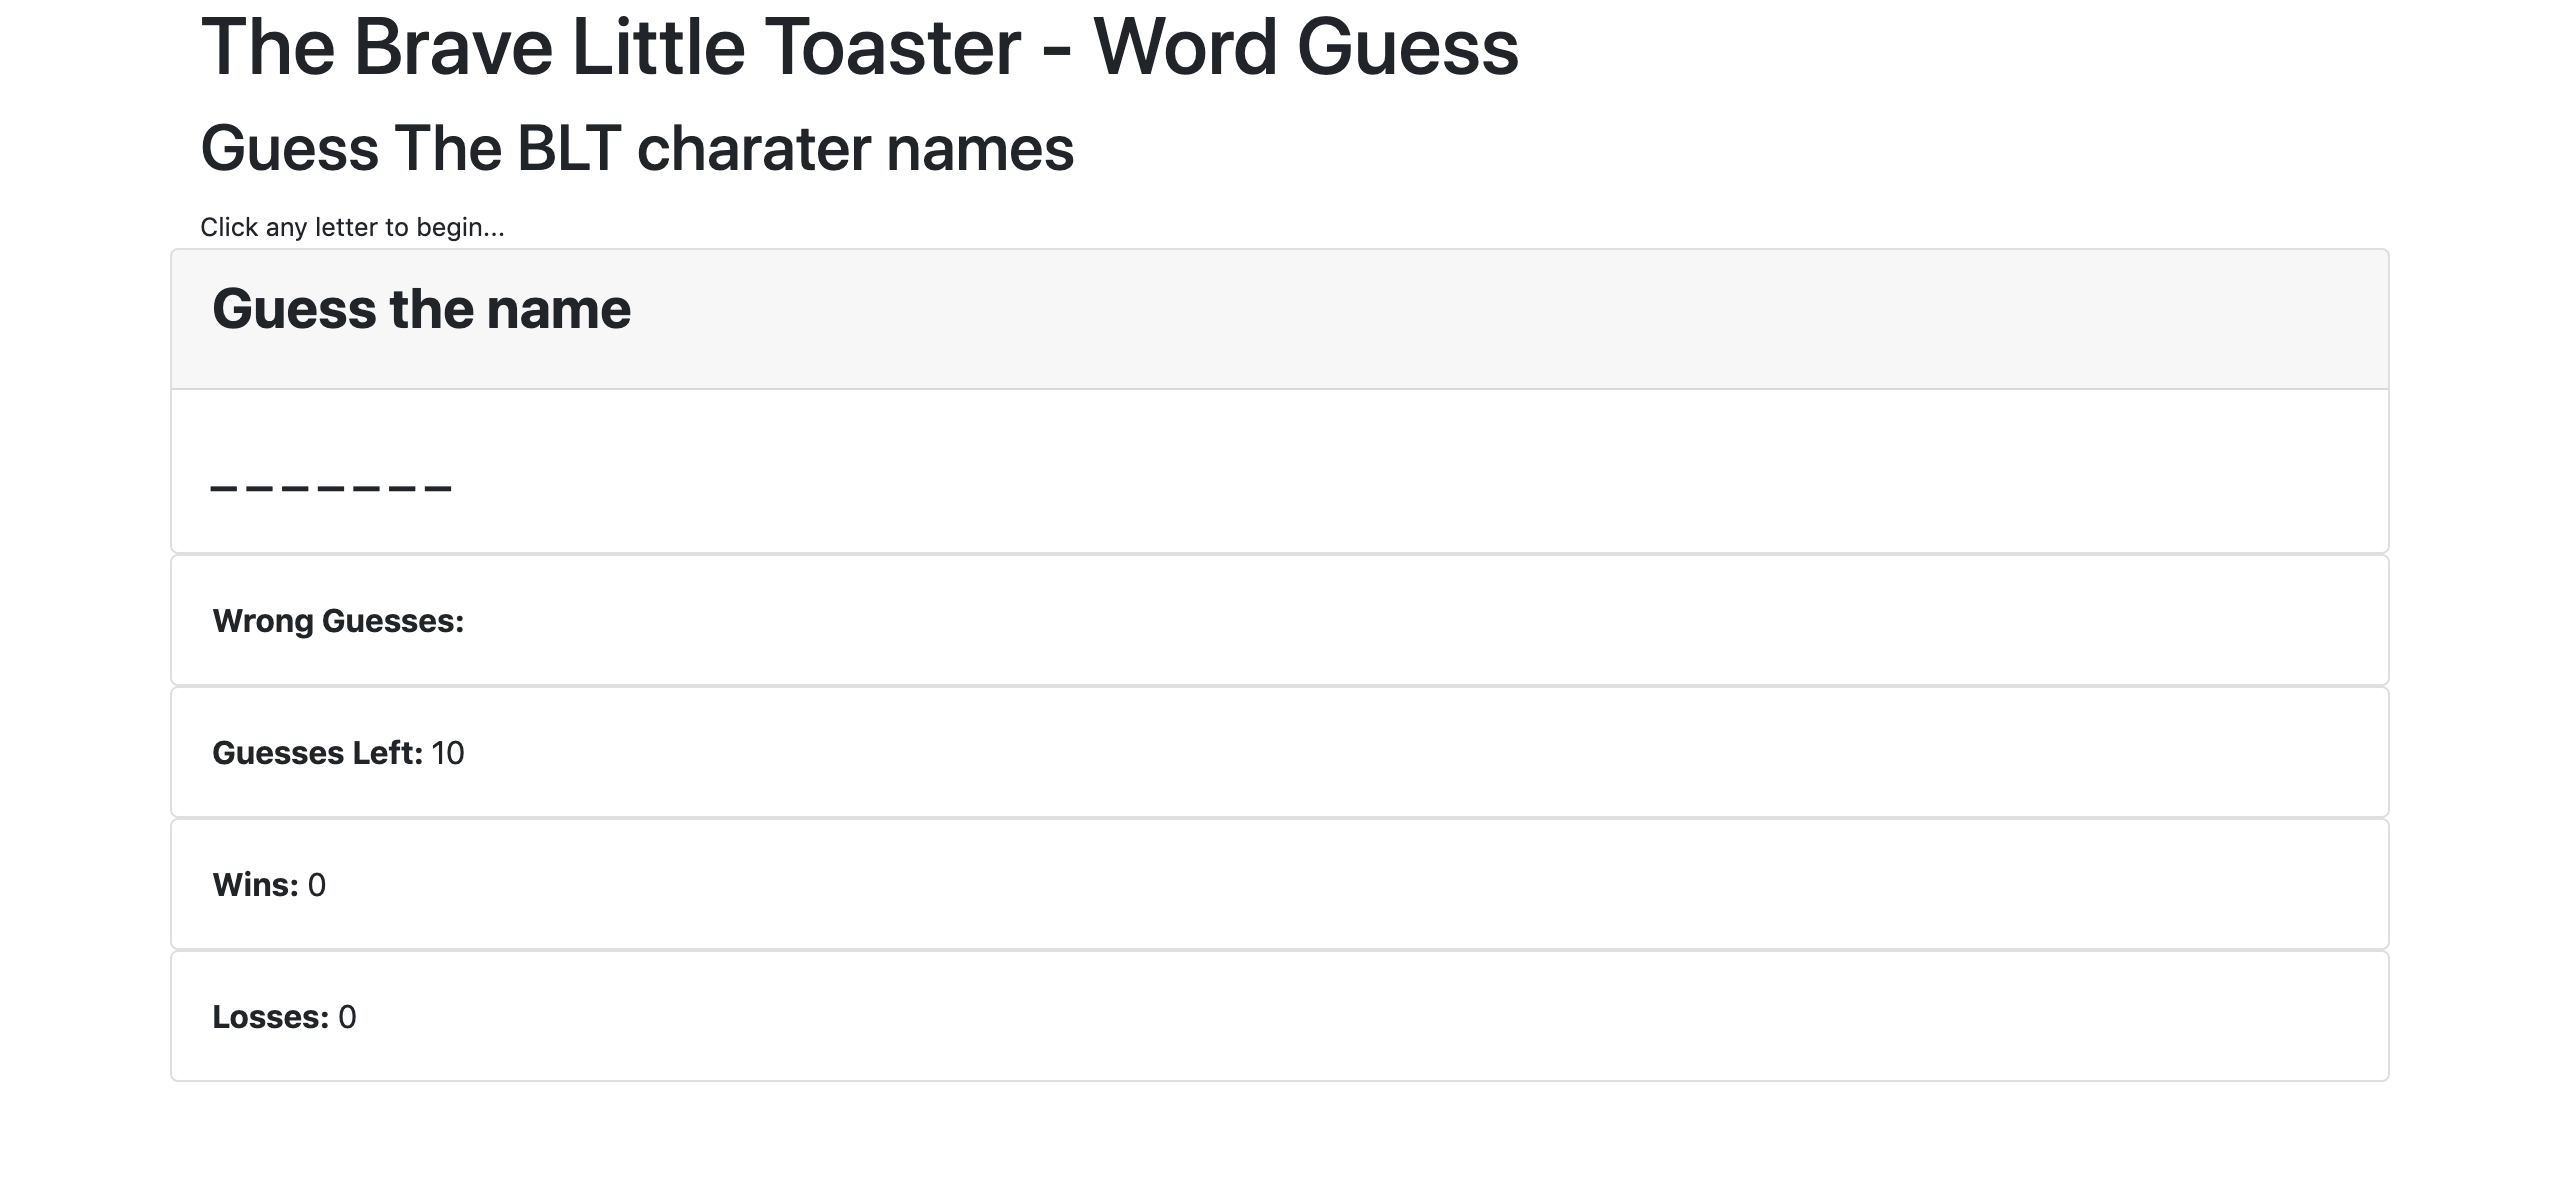 The Brave Little Toaster - Word Guess
Guess The BLT charater names
Click any letter to begin...
Guess the name
_ _ _ _ _ _ _
Wrong Guesses:
Guesses Left: 10
Wins: 0
Losses: 0